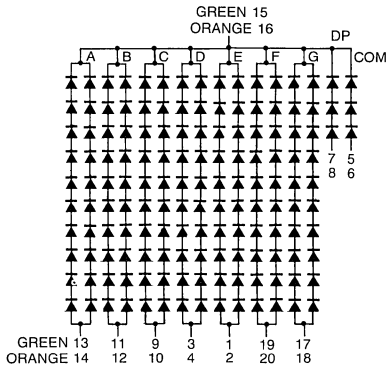 GREEN 15
ORANGE 16
DP
A B C D E F G COM
7 5
8 6
GREEN 13 11 9 3 1 19 17
ORANGE 14 12 10 4 2 20 18